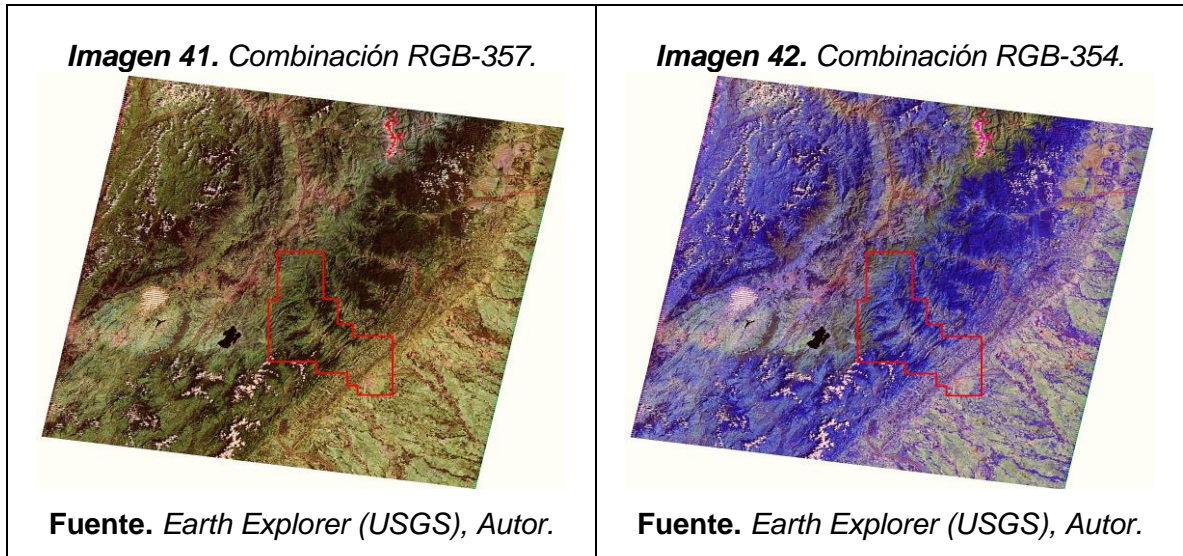 Imagen 41. Combinación RGB-357.
Fuente. Earth Explorer (USGS), Autor.
Imagen 42. Combinación RGB-354.
Fuente. Earth Explorer (USGS), Autor.